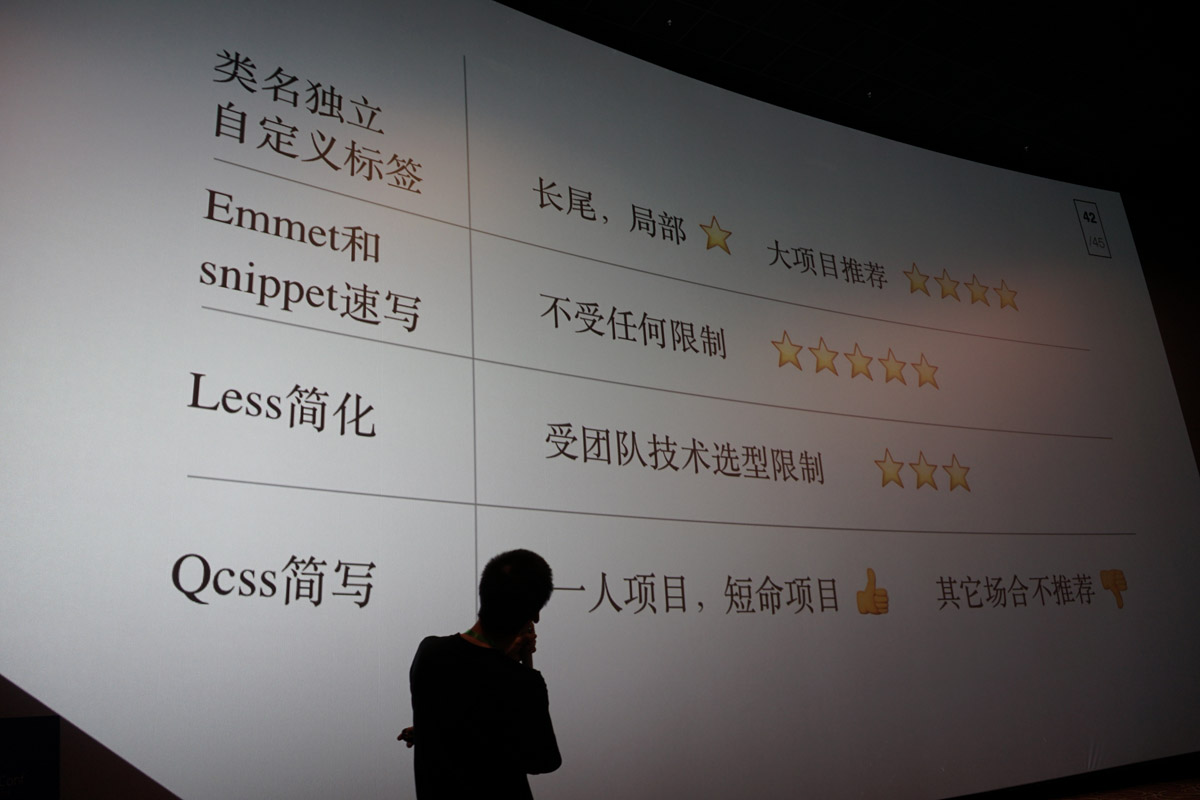 类名独立
自定义标签
长尾，局部 大项目推荐
42
/45
Emmet和
snippet速写
不受任何限制
Less简化
受团队技术选型限制
Qcss简写
一人项目，短命项目 其它场合不推荐